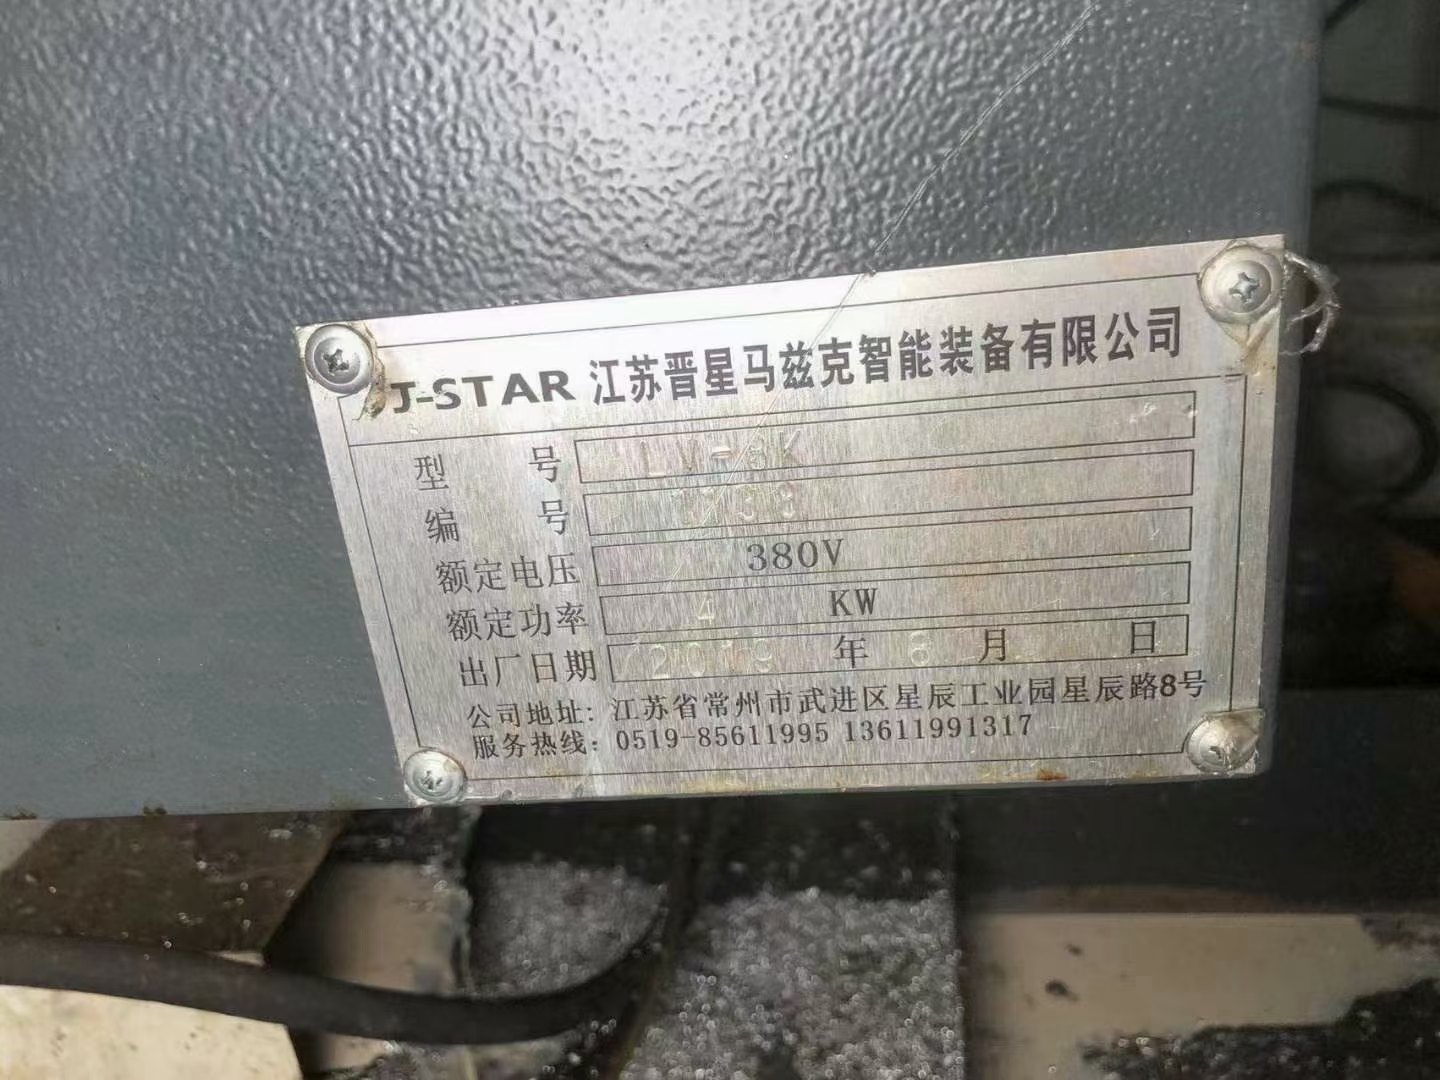 J-STAR 江苏晋星马兹克智能装备有限公司
型 号
编 号
额定电压 380V
额定功率 4 KW
出厂日期 2019 年 6 月 日
公司地址: 江苏省常州市武进区星辰工业园星辰路8号
服务热线: 0519-85611995 13611991317